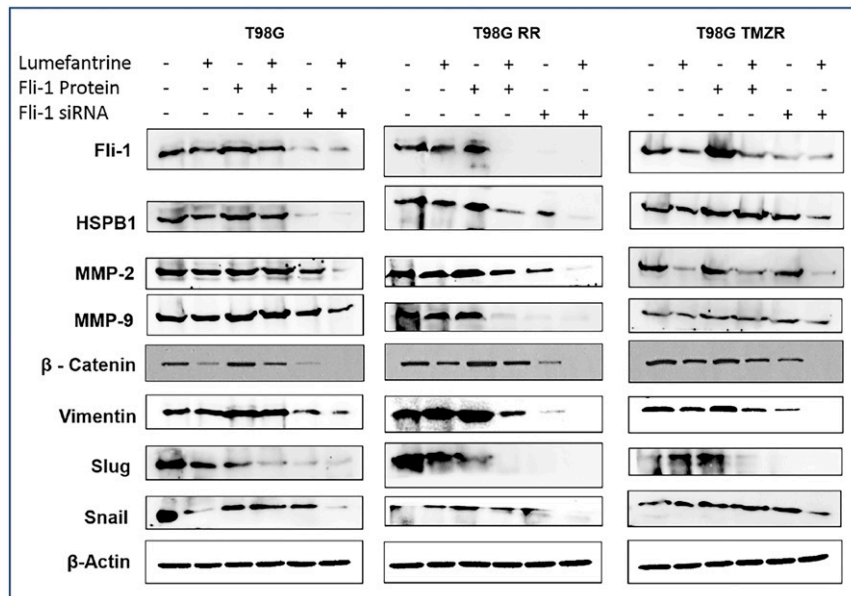 T98G T98G RR T98G TMZR
Lumefantrine - + - + - + - + - + - + - + - + - +
Fli-1 Protein - - + + - - - - + + - - - - + + - -
Fli-1 siRNA - - - - + + - - - - + + - - - - + +
Fli-1
HSPB1
MMP-2
MMP-9
β - Catenin
Vimentin
Slug
Snail
β-Actin